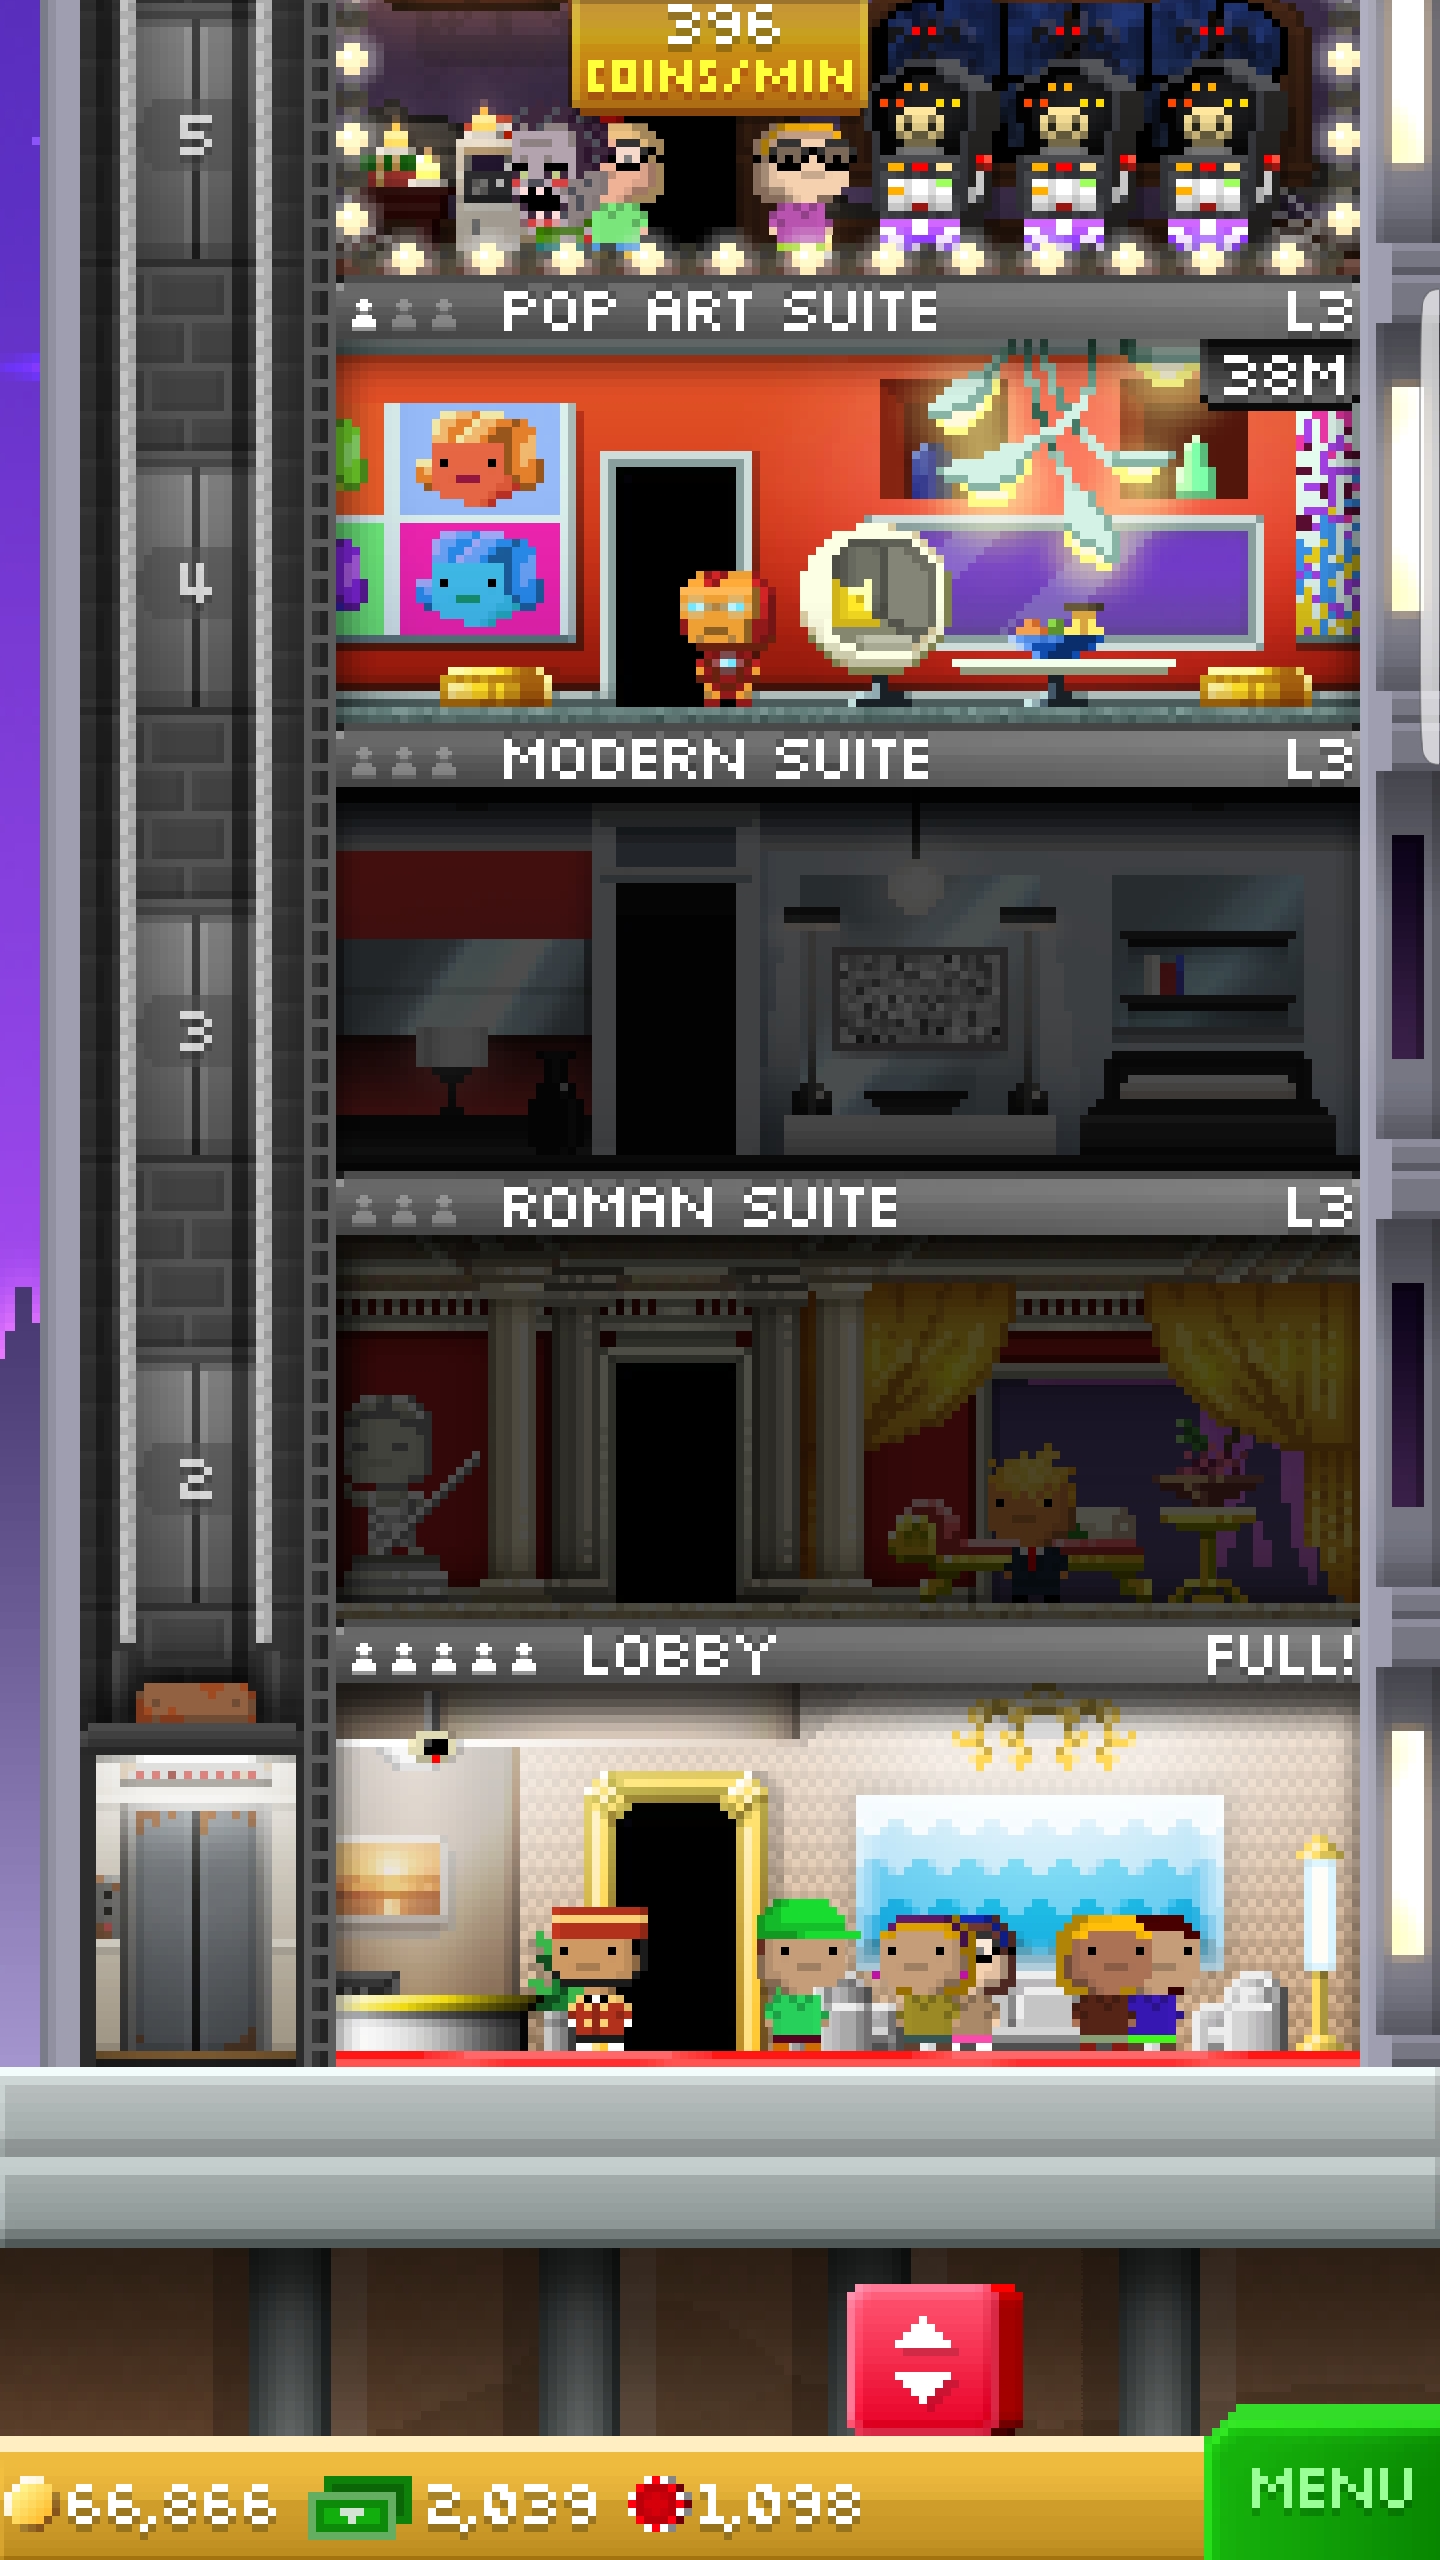 396
COINS/MIN
5
POP ART SUITE L3
38M
4
MODERN SUITE L3
3
ROMAN SUITE L3
2
LOBBY FULL!
66,866 2,039 1,098
MENU